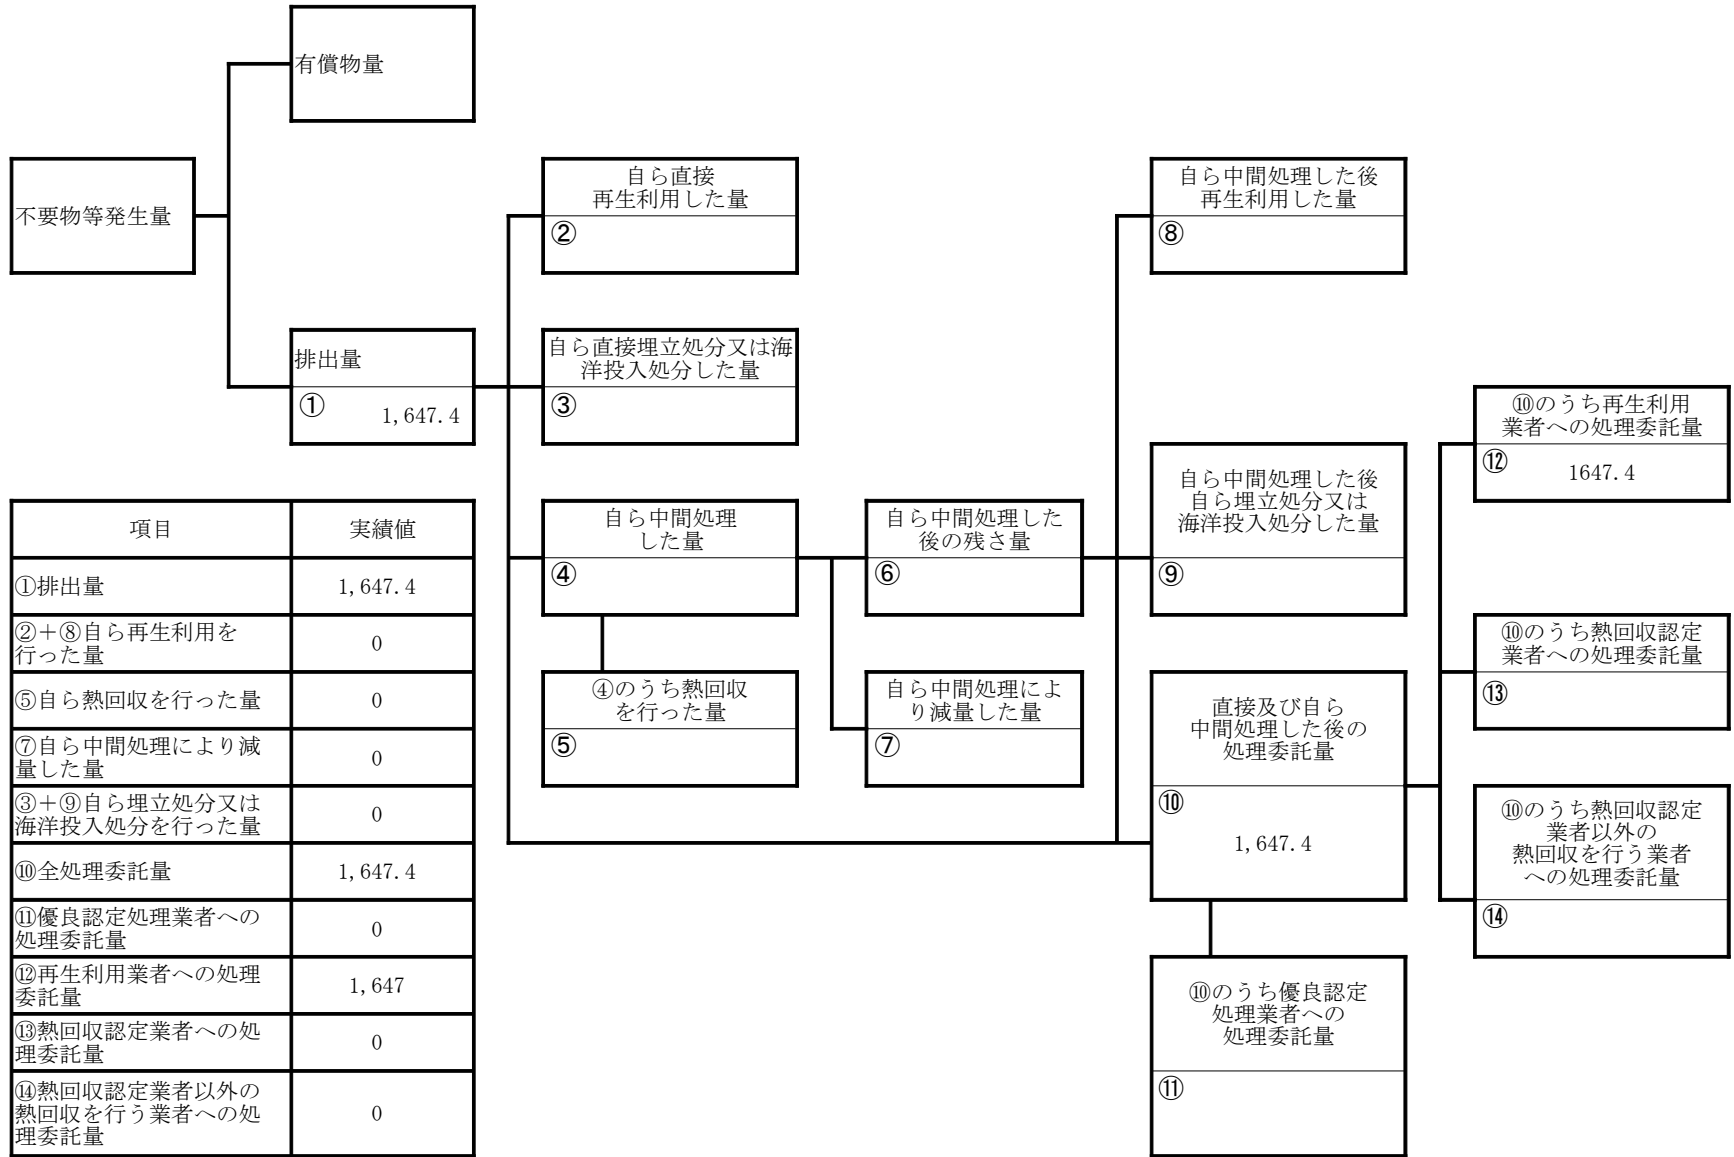 有償物量
不要物等発生量
排出量
①
1,647.4
自ら直接
再生利用した量
②
自ら直接埋立処分又は海
洋投入処分した量
③
自ら中間処理
した量
④
④のうち熱回収
を行った量
⑤
自ら中間処理した
後の残さ量
⑥
自ら中間処理によ
り減量した量
⑦
自ら中間処理した後
再生利用した量
⑧
自ら中間処理した後
自ら埋立処分又は
海洋投入処分した量
⑨
直接及び自ら
中間処理した後の
処理委託量
⑩
1,647.4
⑩のうち優良認定
処理業者への
処理委託量
⑪
⑩のうち再生利用
業者への処理委託量
⑫
1647.4
⑩のうち熱回収認定
業者への処理委託量
⑬
⑩のうち熱回収認定
業者以外の
熱回収を行う業者
への処理委託量
⑭
項目 実績値
①排出量 1,647.4
②+⑧自ら再生利用を
行った量 0
⑤自ら熱回収を行った量 0
⑦自ら中間処理により減
量した量 0
③+⑨自ら埋立処分又は
海洋投入処分を行った量 0
⑩全処理委託量 1,647.4
⑪優良認定処理業者への
処理委託量 0
⑫再生利用業者への処理
委託量 1,647
⑬熱回収認定業者への処
理委託量 0
⑭熱回収認定業者以外の
熱回収を行う業者への処
理委託量 0